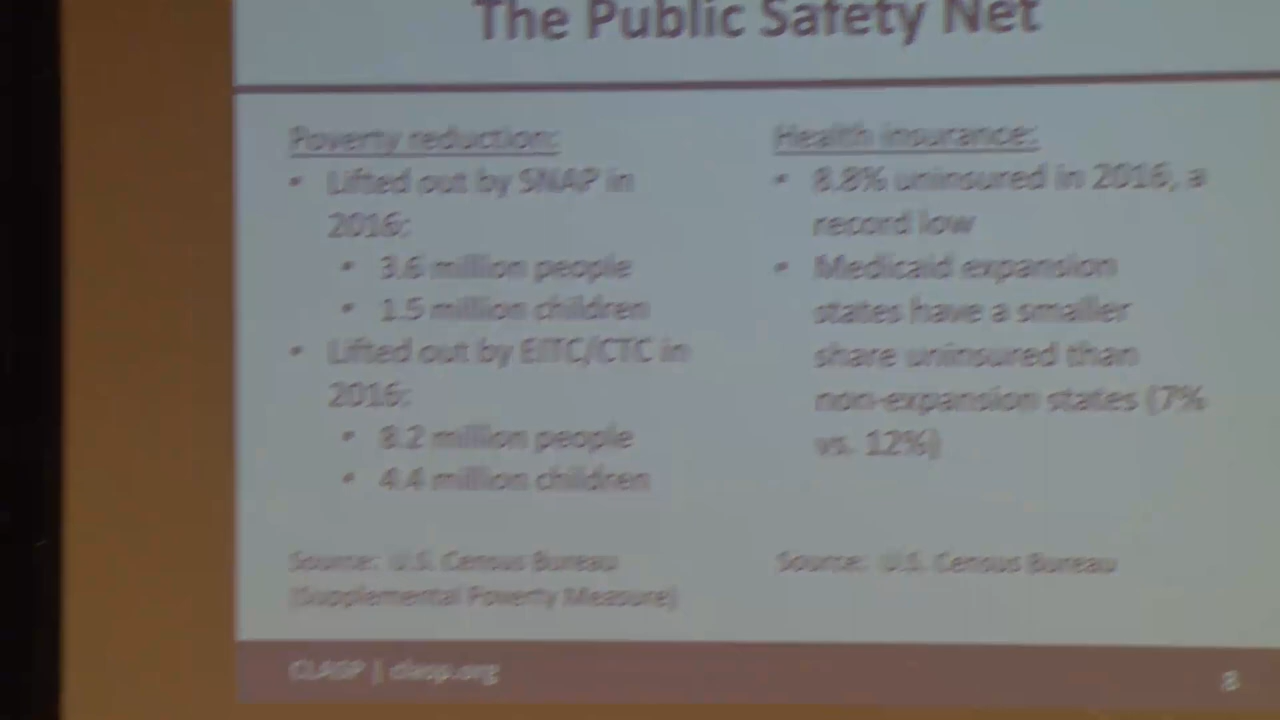 The Public Safety Net
Poverty reduction:
• Lifted out by SNAP in
2016:
• 3.6 million people
• 1.5 million children
• Lifted out by EITC/CTC in
2016:
• 8.2 million people
• 4.4 million children
Source: U.S. Census Bureau
(Supplemental Poverty Measure)
Health insurance:
• 8.8% uninsured in 2016, a
record low
• Medicaid expansion
states have a smaller
share uninsured than
non-expansion states (7%
vs. 12%)
Source: U.S. Census Bureau
CLASP | clasp.org
8